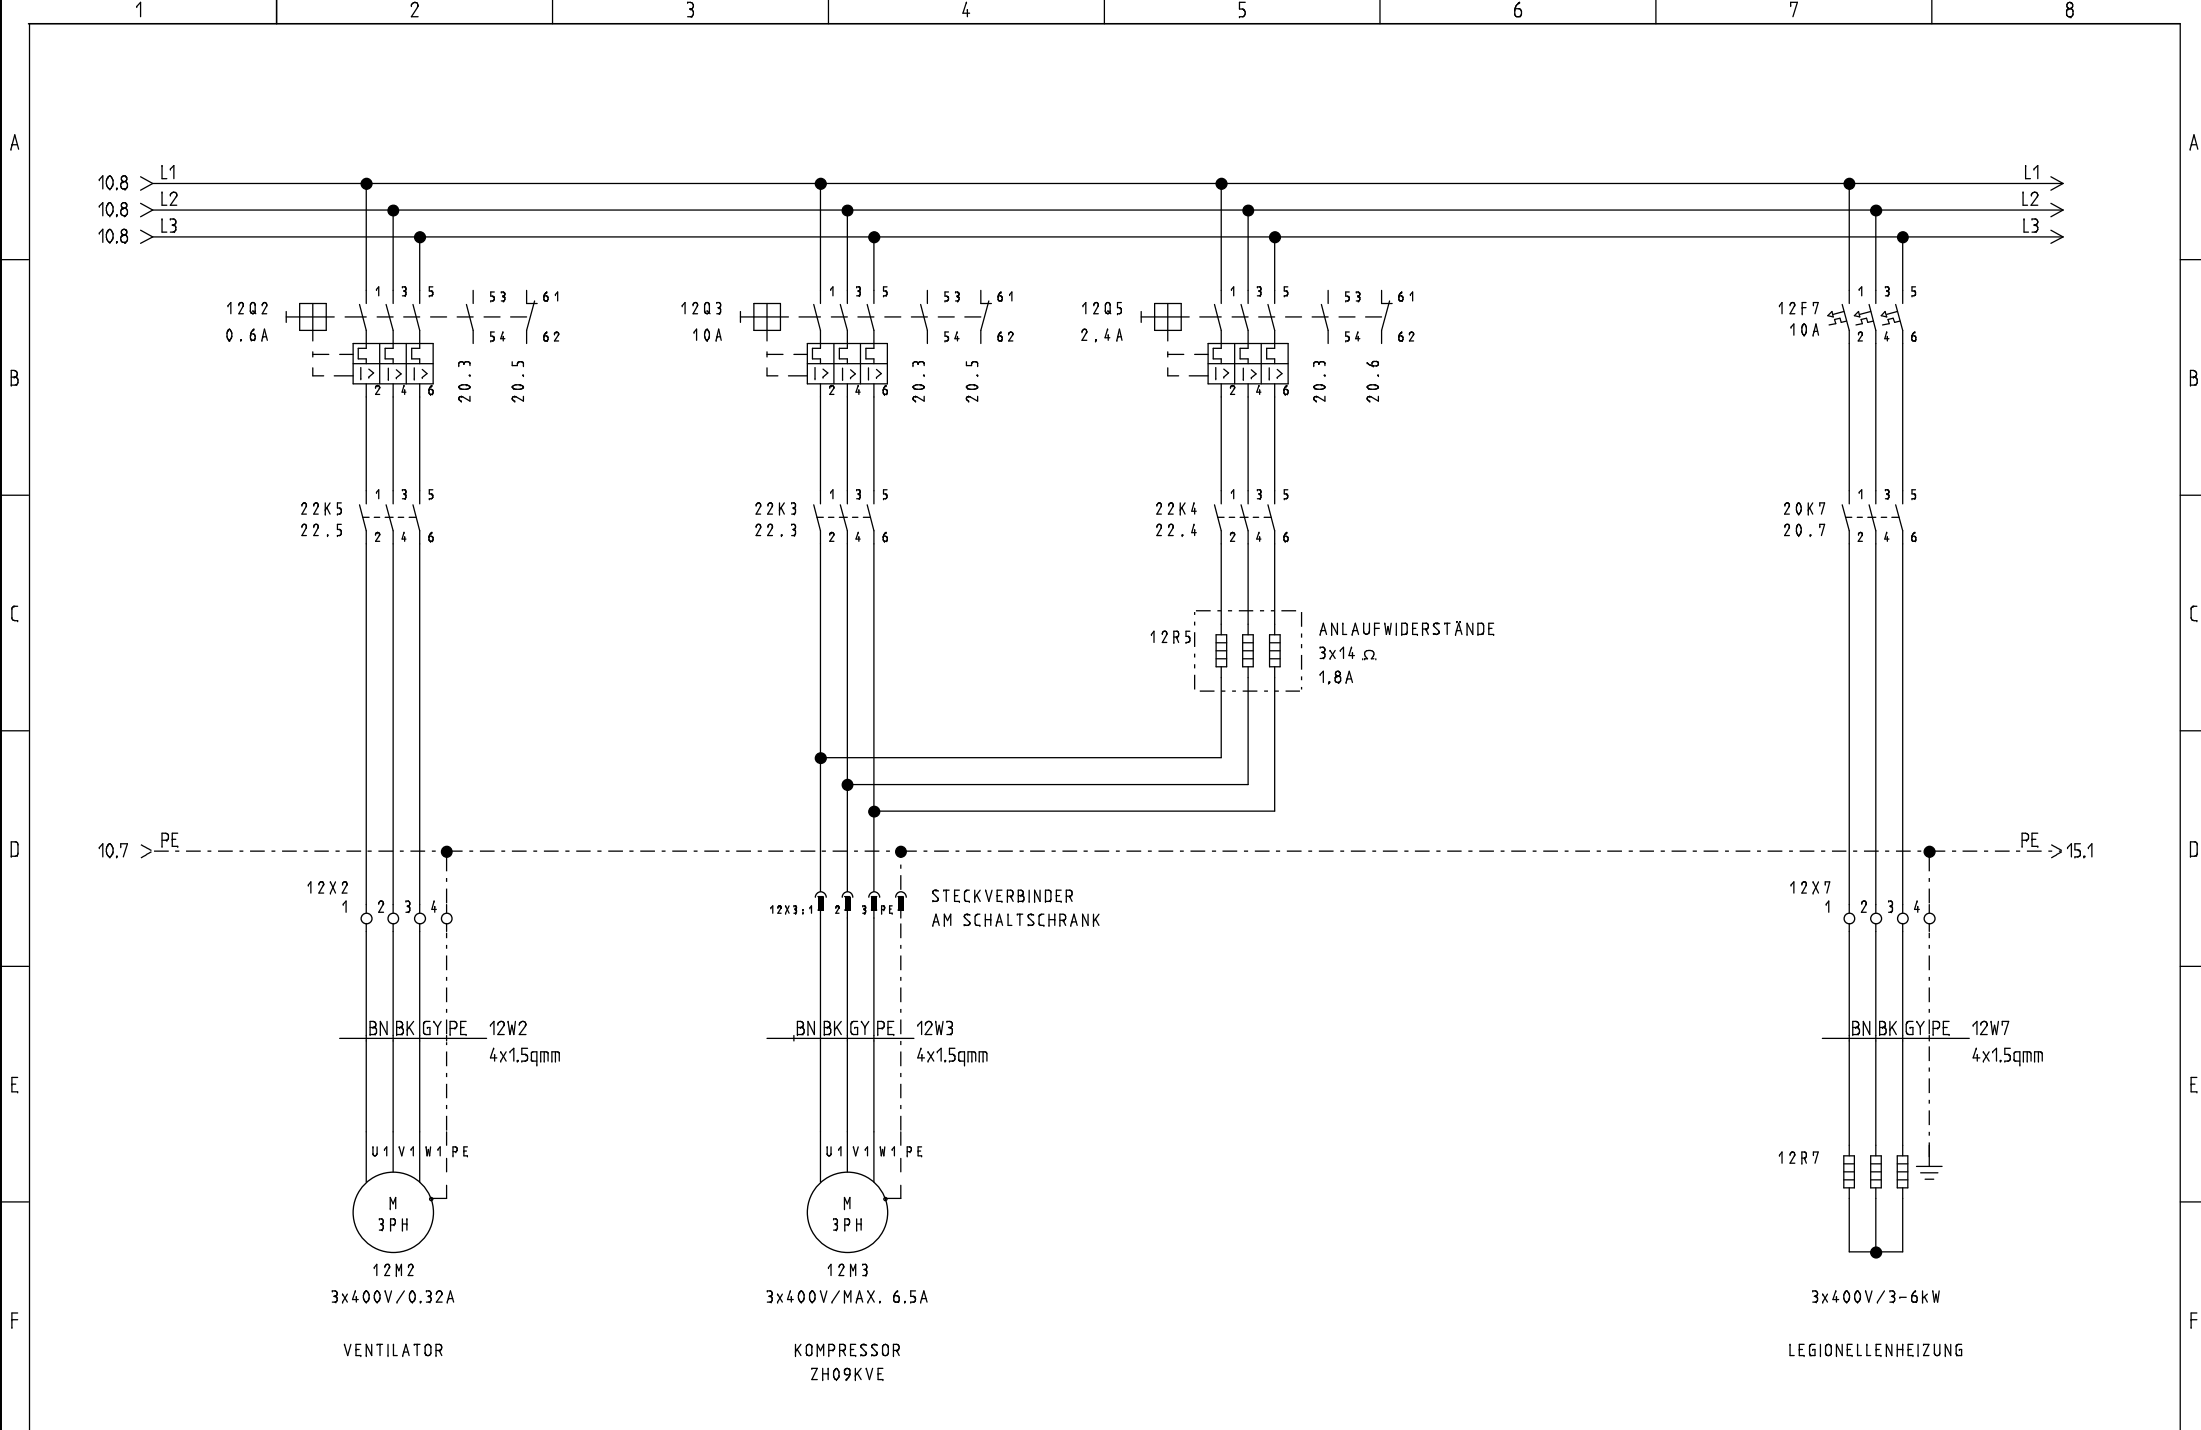 1 2 3 4 5 6 7 8
A A
10.8 L1 L1
10.8 L2 L2
10.8 L3 L3
1 3 5 53 61
12Q2
0.6A 54 62
2 4 6 20.3 20.5
1 3 5 53 61
12Q3
10A 54 62
2 4 6 20.3 20.5
1 3 5 53 61
12Q5
2,4A 54 62
2 4 6 20.3 20.6
1 3 5
12F7
10A 2 4 6
B B
22K5 1 3 5
22.5 2 4 6
22K3 1 3 5
22.3 2 4 6
22K4 1 3 5
22.4 2 4 6
20K7 1 3 5
20.7 2 4 6
C C
12R5 ANLAUFWIDERSTÄNDE
3x14 Ω
1,8A
D D
10.7 PE PE 15.1
12X2
1 2 3 4
12X3:1 2 3 PE
STECKVERBINDER
AM SCHALTSCHRANK
12X7
1 2 3 4
BN BK GY PE 12W2
4x1.5qmm
BN BK GY PE 12W3
4x1.5qmm
BN BK GY PE 12W7
4x1.5qmm
E E
U1 V1 W1 PE
M
3PH
12M2
3x400V/0.32A
VENTILATOR
U1 V1 W1 PE
M
3PH
12M3
3x400V/MAX. 6.5A
KOMPRESSOR
ZH09KVE
12R7
3x400V/3-6kW
LEGIONELLENHEIZUNG
F F